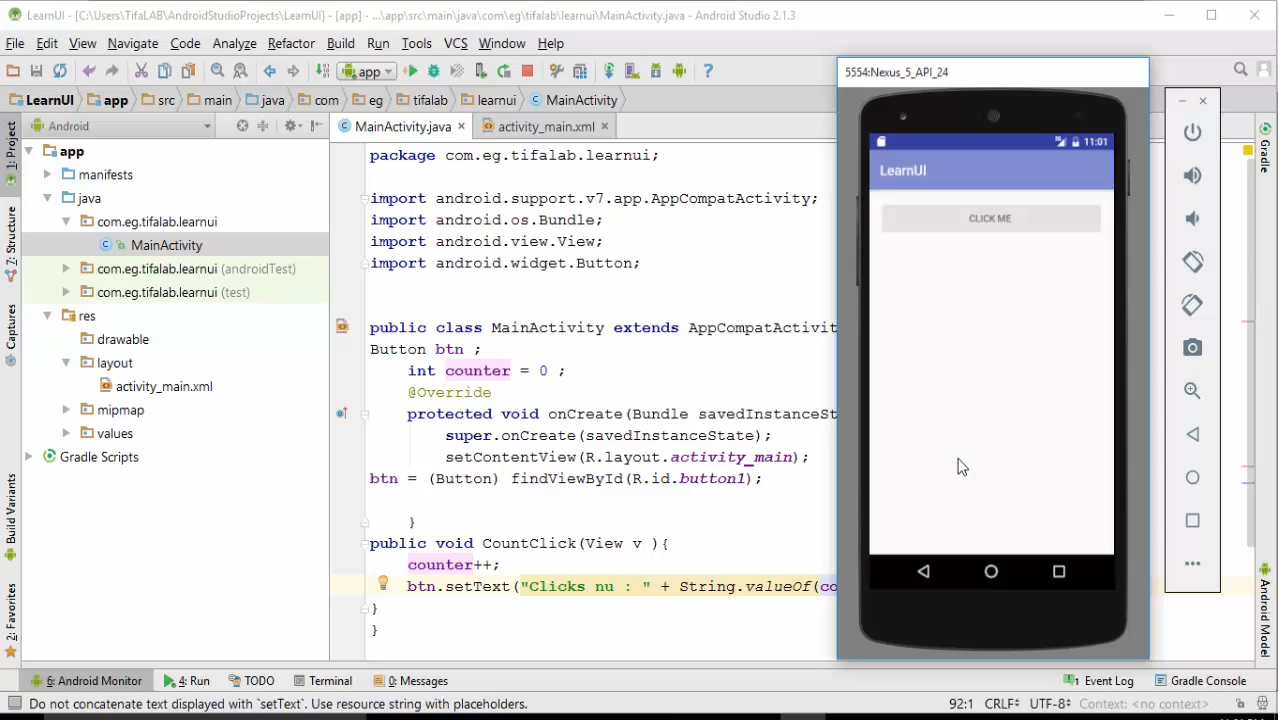 LearnUI - [C:\Users\TifaLAB\AndroidStudioProjects\LearnUI] - [app] - ...\app\src\main\java\com\eg\tifalab\learnui\MainActivity.java - Android Studio 2.1.3
File Edit View Navigate Code Analyze Refactor Build Run Tools VCS Window Help
app
LearnUI app src main java com eg tifalab learnui MainActivity
Android
MainActivity.java activity_main.xml
1: Project
7: Structure
Captures
Build Variants
2: Favorites
app
manifests
java
com.eg.tifalab.learnui
MainActivity
com.eg.tifalab.learnui (androidTest)
com.eg.tifalab.learnui (test)
res
drawable
layout
activity_main.xml
mipmap
values
Gradle Scripts
package com.eg.tifalab.learnui;
import android.support.v7.app.AppCompatActivity;
import android.os.Bundle;
import android.view.View;
import android.widget.Button;
public class MainActivity extends AppCompatActivit
Button btn ;
int counter = 0 ;
@Override
protected void onCreate(Bundle savedInstanceSt
super.onCreate(savedInstanceState);
setContentView(R.layout.activity_main);
btn = (Button) findViewById(R.id.button1);
}
public void CountClick(View v ){
counter++;
btn.setText("Clicks nu : " + String.valueOf(co
}
}
5554:Nexus_5_API_24
11:01
LearnUI
CLICK ME
Gradle
Android Model
6: Android Monitor 4: Run TODO Terminal 0: Messages Event Log Gradle Console
Do not concatenate text displayed with `setText`. Use resource string with placeholders. 92:1 CRLF UTF-8 Context: <no context>